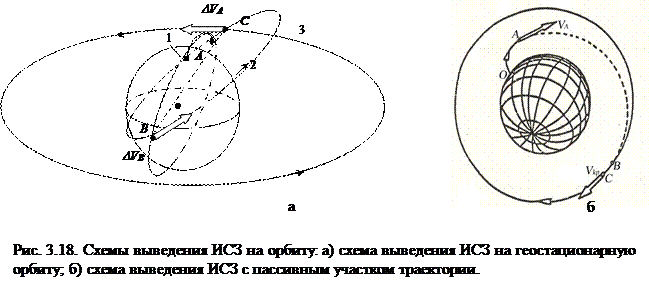 ΔV_A
C
1
3
A
2
B
ΔV_B
а
A
V_A
O
B
V_kp
C
б
Рис. 3.18. Схемы выведения ИСЗ на орбиту: а) схема выведения ИСЗ на геостационарную
орбиту; б) схема выведения ИСЗ с пассивным участком траектории.